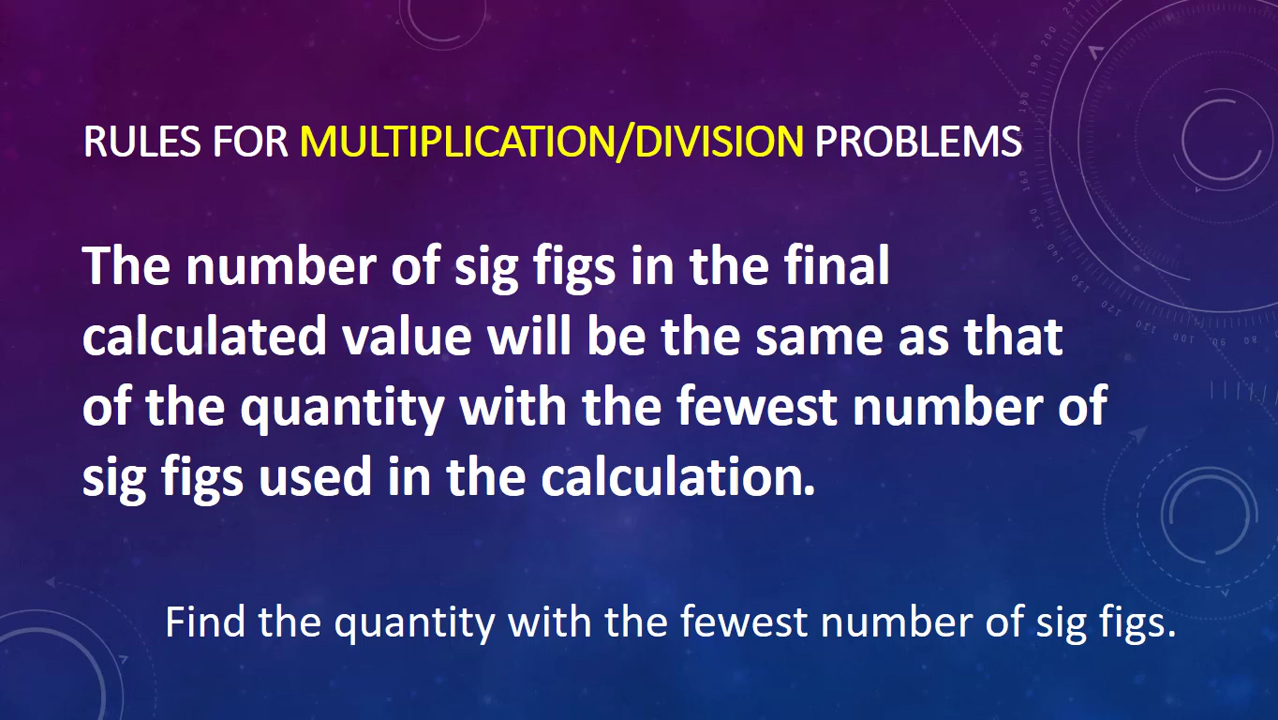 RULES FOR MULTIPLICATION/DIVISION PROBLEMS
The number of sig figs in the final
calculated value will be the same as that
of the quantity with the fewest number of
sig figs used in the calculation.
Find the quantity with the fewest number of sig figs.